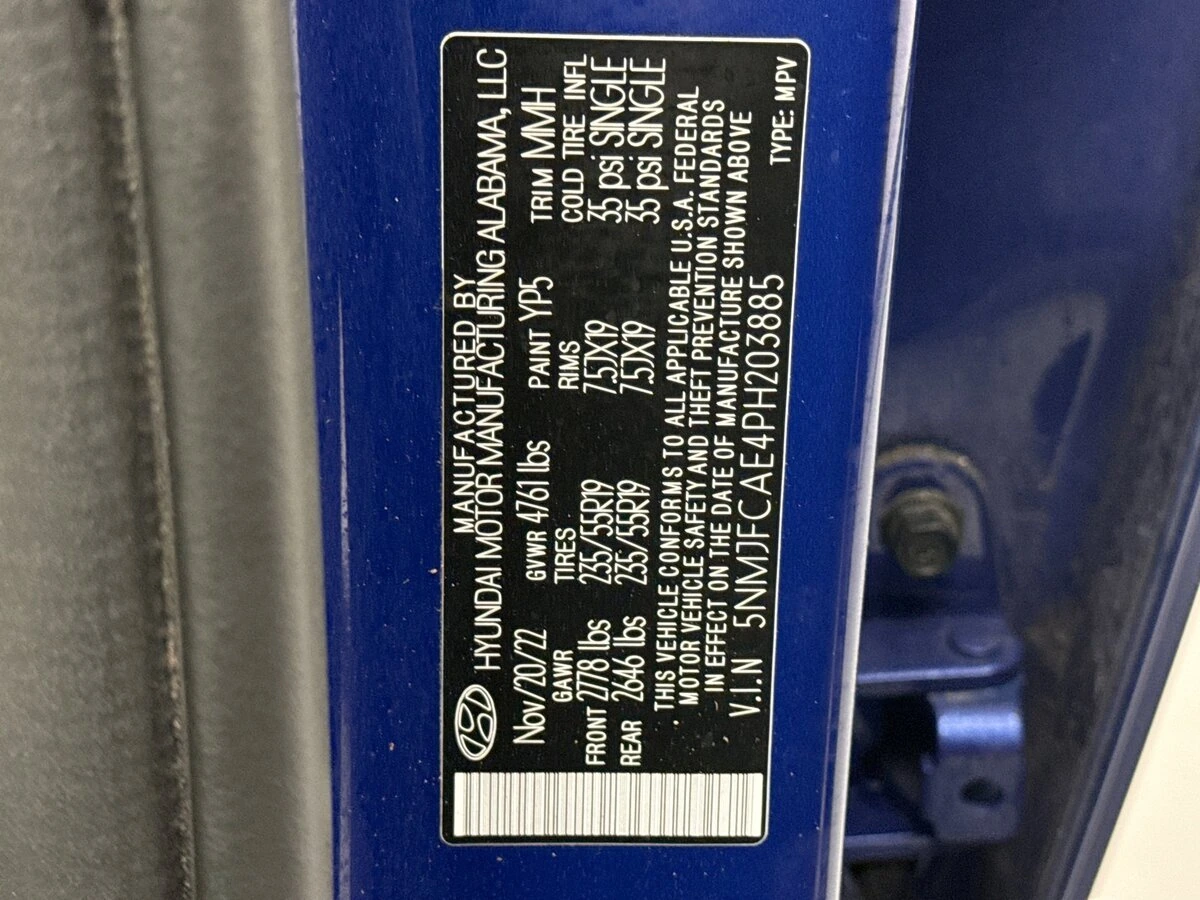 MANUFACTURED BY
HYUNDAI MOTOR MANUFACTURING ALABAMA, LLC
Nov/20/22 GVWR 4761 lbs PAINT YP5 TRIM MMH
GAWR TIRES RIMS COLD TIRE INFL
FRONT 2778 lbs 235/55R19 7.5JX19 35 psi SINGLE
REAR 2646 lbs 235/55R19 7.5JX19 35 psi SINGLE
THIS VEHICLE CONFORMS TO ALL APPLICABLE U.S.A. FEDERAL
MOTOR VEHICLE SAFETY AND THEFT PREVENTION STANDARDS
IN EFFECT ON THE DATE OF MANUFACTURE SHOWN ABOVE
V.I.N 5NMJFCAE4PH203885 TYPE: MPV